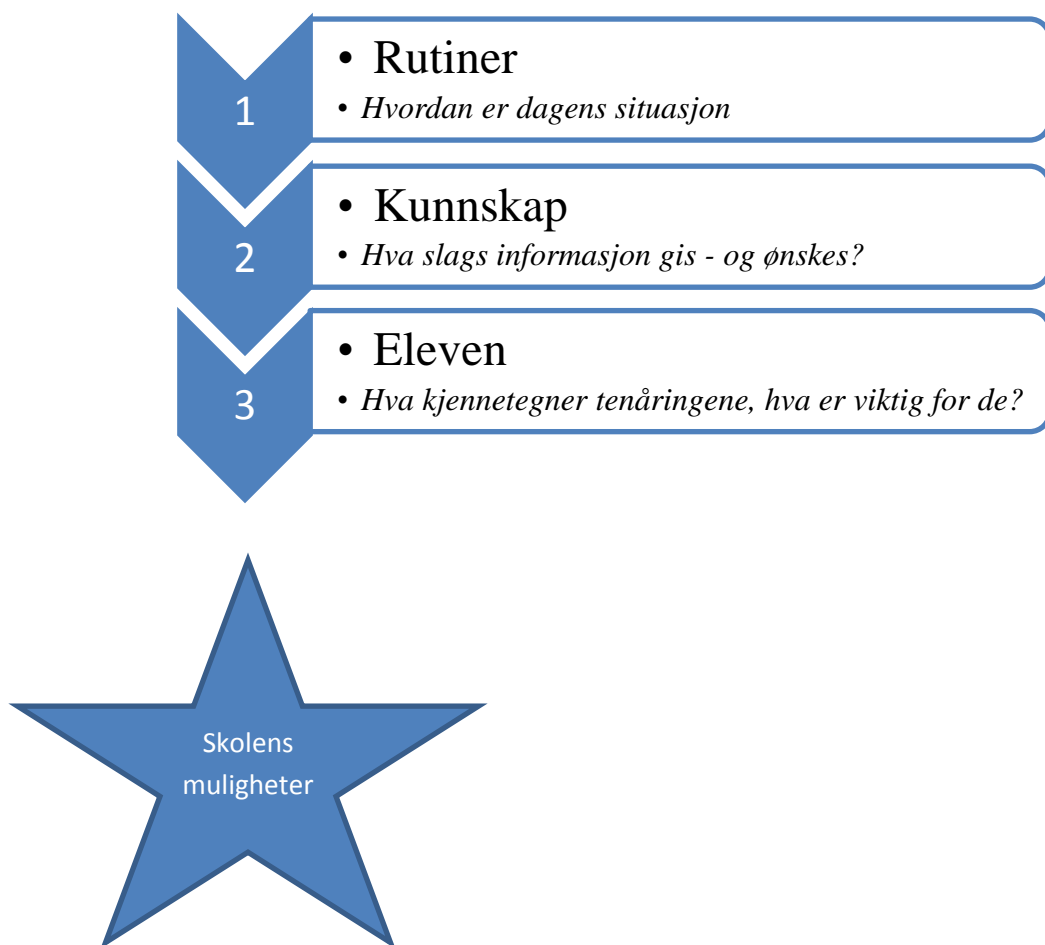 1
• Rutiner
• Hvordan er dagens situasjon
2
• Kunnskap
• Hva slags informasjon gis - og ønskes?
3
• Eleven
• Hva kjennetegner tenåringene, hva er viktig for de?
Skolens
muligheter